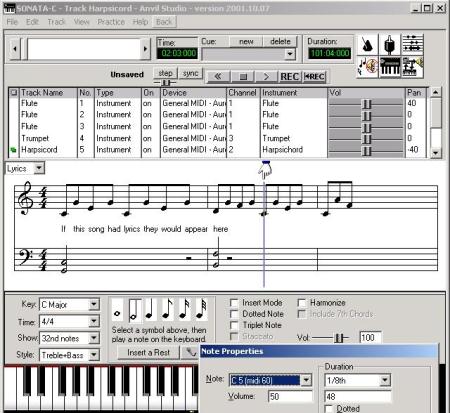 SONATA-C - Track Harpsicord - Anvil Studio - version 2001.10.07
File Track View Practice Help Back
Time: Cue: new delete Duration:
02:03:000 101:04:000
Unsaved step sync REC REC
Track Name No. Type On Device Channel Instrument Vol Pan
Flute 1 Instrument on General MIDI - Aur 1 Flute 40
Flute 2 Instrument on General MIDI - Aur 1 Flute 0
Flute 3 Instrument on General MIDI - Aur 1 Flute 0
Trumpet 4 Instrument on General MIDI - Aur 3 Trumpet 0
Harpsicord 5 Instrument on General MIDI - Aur 2 Harpsichord -40
Lyrics
If this song had lyrics they would appear here
Key: C Major
Time: 4/4
Show: 32nd notes
Style: Treble+Bass
Select a symbol above, then
play a note on the keyboard.
Insert a Rest
Insert Mode Harmonize
Dotted Note Include 7th Chords
Triplet Note
Staccato Vol: 100
Note Properties
Note: C 5 (midi 60)
Volume: 50
Duration
1/8th
48
Dotted